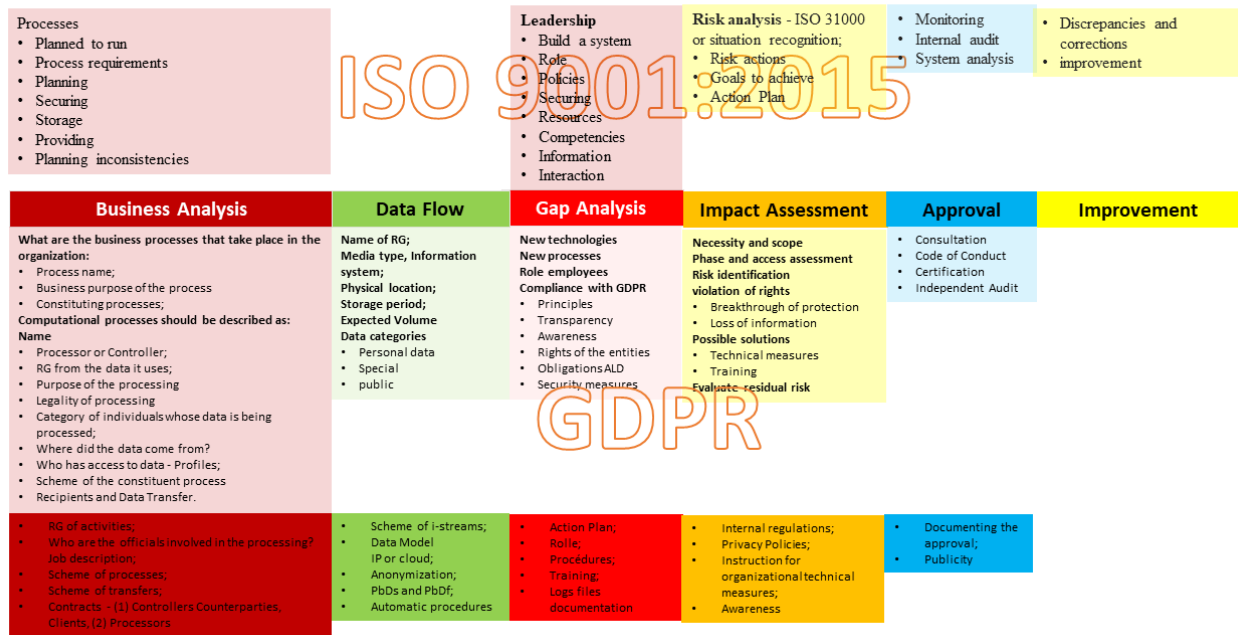 Processes
• Planned to run
• Process requirements
• Planning
• Securing
• Storage
• Providing
• Planning inconsistencies
Leadership
• Build a system
• Role
• Policies
• Securing
• Resources
• Competencies
• Information
• Interaction
Risk analysis - ISO 31000
or situation recognition;
• Risk actions
• Goals to achieve
• Action Plan
• Monitoring
• Internal audit
• System analysis
• Discrepancies and
corrections
• improvement
ISO 9001:2015
Business Analysis
Data Flow
Gap Analysis
Impact Assessment
Approval
Improvement
What are the business processes that take place in the
organization:
• Process name;
• Business purpose of the process
• Constituting processes;
Computational processes should be described as:
Name
• Processor or Controller;
• RG from the data it uses;
• Purpose of the processing
• Legality of processing
• Category of individuals whose data is being
processed;
• Where did the data come from?
• Who has access to data - Profiles;
• Scheme of the constituent process
• Recipients and Data Transfer.
Name of RG;
Media type, Information
system;
Physical location;
Storage period;
Expected Volume
Data categories
• Personal data
• Special
• public
New technologies
New processes
Role employees
Compliance with GDPR
• Principles
• Transparency
• Awareness
• Rights of the entities
• Obligations ALD
• Security measures
Necessity and scope
Phase and access assessment
Risk identification
violation of rights
• Breakthrough of protection
• Loss of information
Possible solutions
• Technical measures
• Training
Evaluate residual risk
• Consultation
• Code of Conduct
• Certification
• Independent Audit
GDPR
• RG of activities;
• Who are the officials involved in the processing?
Job description;
• Scheme of processes;
• Scheme of transfers;
• Contracts - (1) Controllers Counterparties,
Clients, (2) Processors
• Scheme of i-streams;
• Data Model
IP or cloud;
• Anonymization;
• PbDs and PbDf;
• Automatic procedures
• Action Plan;
• Rolle;
• Procédures;
• Training;
• Logs files
documentation
• Internal regulations;
• Privacy Policies;
• Instruction for
organizational technical
measures;
• Awareness
• Documenting the
approval;
• Publicity